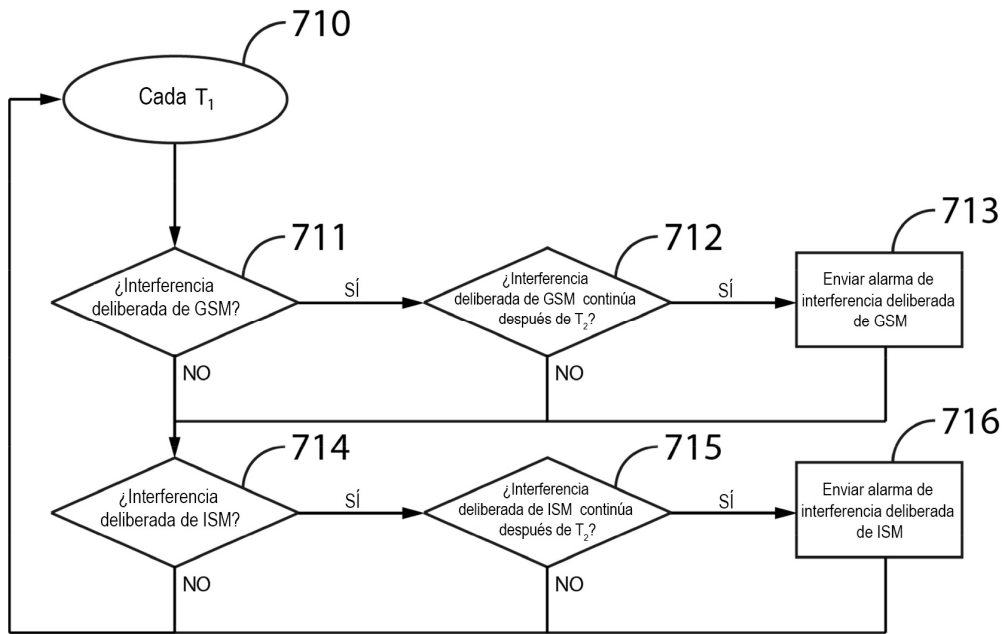 710
Cada T₁
711
¿Interferencia
deliberada de GSM?
SÍ
NO
712
¿Interferencia
deliberada de GSM continúa
después de T₂?
SÍ
NO
713
Enviar alarma de
interferencia deliberada
de GSM
714
¿Interferencia
deliberada de ISM?
SÍ
NO
715
¿Interferencia
deliberada de ISM continúa
después de T₂?
SÍ
NO
716
Enviar alarma de
interferencia deliberada
de ISM